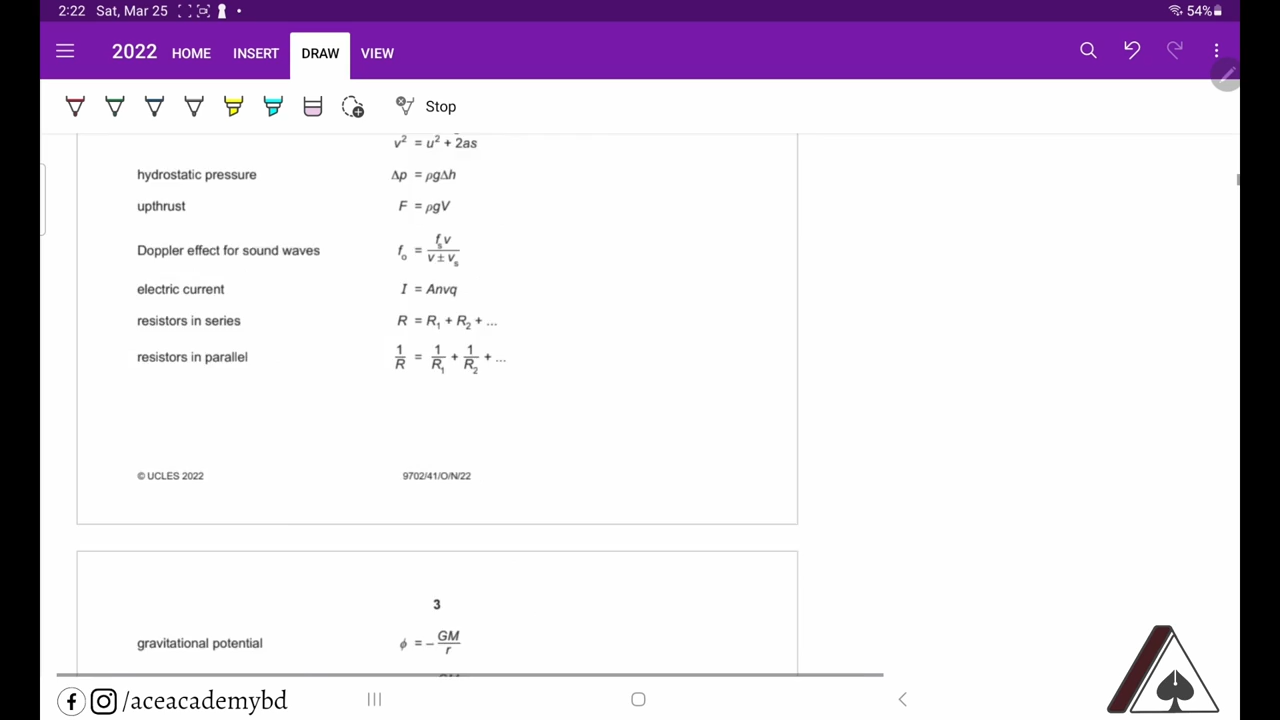 2:22 Sat, Mar 25 54%
2022 HOME INSERT DRAW VIEW
Stop
v² = u² + 2as
hydrostatic pressure Δp = ρgΔh
upthrust F = ρgV
Doppler effect for sound waves fₒ = fₛv / (v ± vₛ)
electric current I = Anvq
resistors in series R = R₁ + R₂ + ...
resistors in parallel 1/R = 1/R₁ + 1/R₂ + ...
© UCLES 2022 9702/41/O/N/22
3
gravitational potential ϕ = − GM/r
/aceacademybd